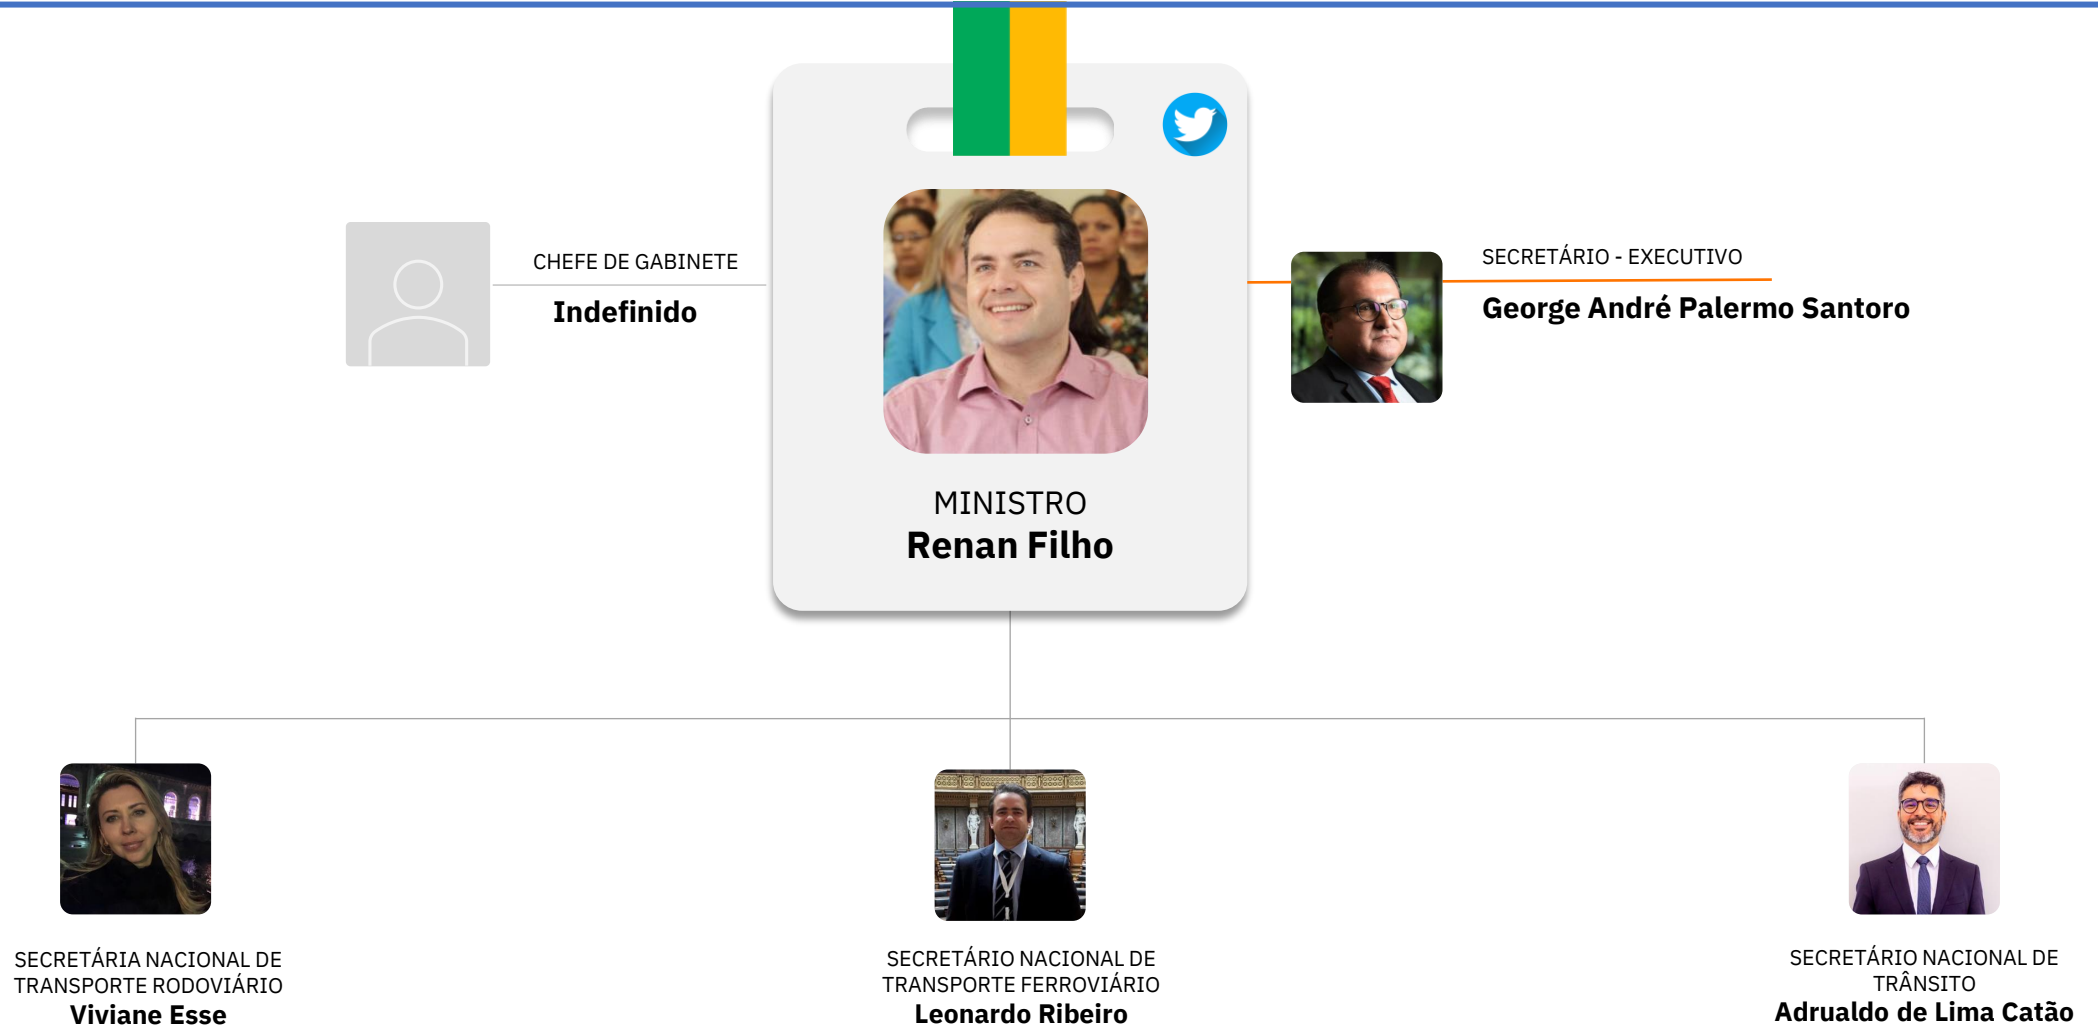 CHEFE DE GABINETE
Indefinido
SECRETÁRIO - EXECUTIVO
George André Palermo Santoro
MINISTRO
Renan Filho
SECRETÁRIA NACIONAL DE
TRANSPORTE RODOVIÁRIO
Viviane Esse
SECRETÁRIO NACIONAL DE
TRANSPORTE FERROVIÁRIO
Leonardo Ribeiro
SECRETÁRIO NACIONAL DE
TRÂNSITO
Adrualdo de Lima Catão